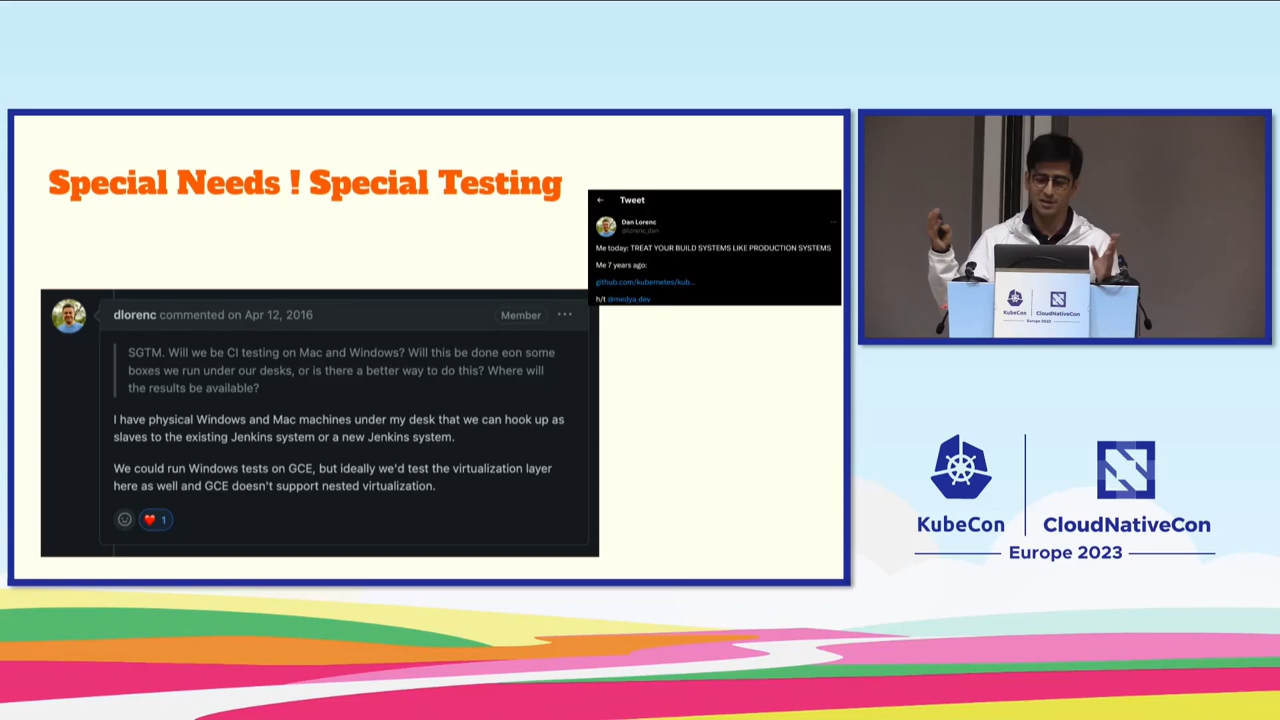 Special Needs ! Special Testing
Tweet
Dan Lorenc
@lorenc_dan
Me today: TREAT YOUR BUILD SYSTEMS LIKE PRODUCTION SYSTEMS
Me 7 years ago:
github.com/kubernetes/kub...
h/t @medya.dev
dlorenc commented on Apr 12, 2016
Member
SGTM. Will we be CI testing on Mac and Windows? Will this be done eon some
boxes we run under our desks, or is there a better way to do this? Where will
the results be available?
I have physical Windows and Mac machines under my desk that we can hook up as
slaves to the existing Jenkins system or a new Jenkins system.
We could run Windows tests on GCE, but ideally we'd test the virtualization layer
here as well and GCE doesn't support nested virtualization.
1
KubeCon
CloudNativeCon
Europe 2023
KubeCon
CloudNativeCon
Europe 2023